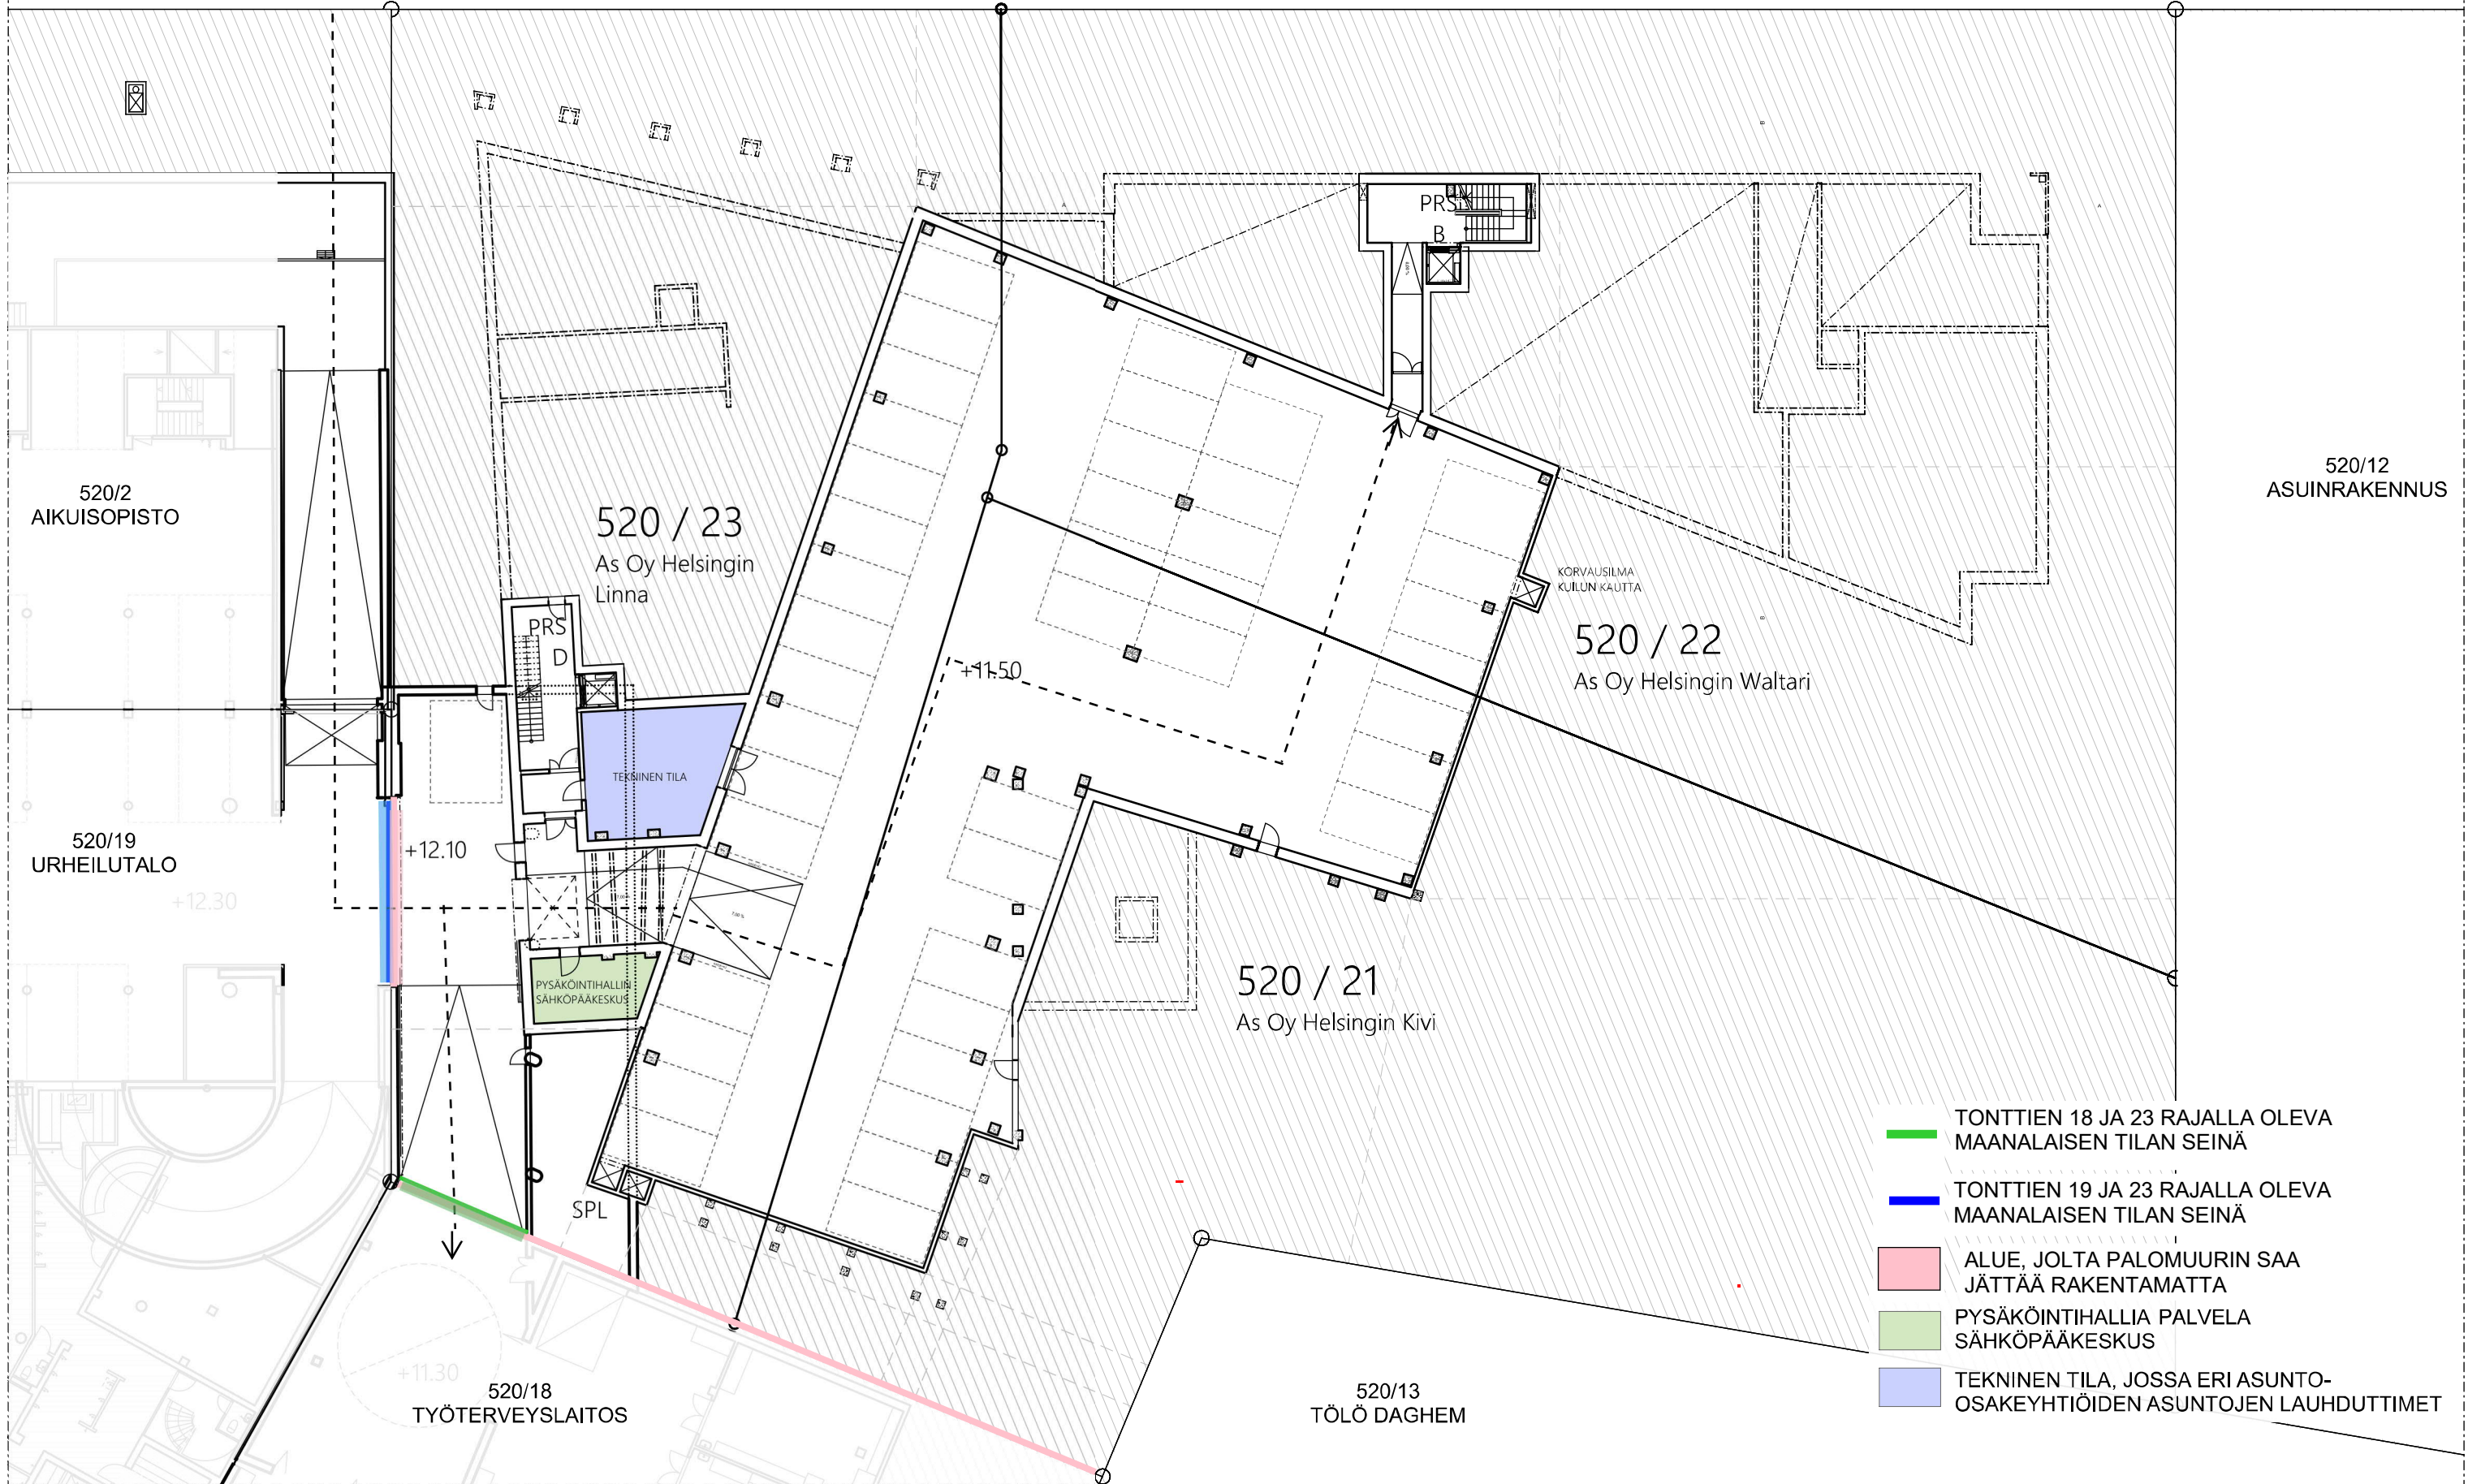 PRS
B
520/2
AIKUISOPISTO
520 / 23
As Oy Helsingin
Linna
520/12
ASUINRAKENNUS
KORVAUSILMA
KUILUN KAUTTA
520 / 22
As Oy Helsingin Waltari
PRS
D
+11.50
TEKNINEN TILA
520/19
URHEILUTALO
+12.10
+12.30
7,00 %
PYSÄKÖINTIHALLIN
SÄHKÖPÄÄKESKUS
520 / 21
As Oy Helsingin Kivi
SPL
+11.30
520/18
TYÖTERVEYSLAITOS
520/13
TÖLÖ DAGHEM
TONTTIEN 18 JA 23 RAJALLA OLEVA
MAANALAISEN TILAN SEINÄ
TONTTIEN 19 JA 23 RAJALLA OLEVA
MAANALAISEN TILAN SEINÄ
ALUE, JOLTA PALOMUURIN SAA
JÄTTÄÄ RAKENTAMATTA
PYSÄKÖINTIHALLIA PALVELA
SÄHKÖPÄÄKESKUS
TEKNINEN TILA, JOSSA ERI ASUNTO-
OSAKEYHTIÖIDEN ASUNTOJEN LAUHDUTTIMET